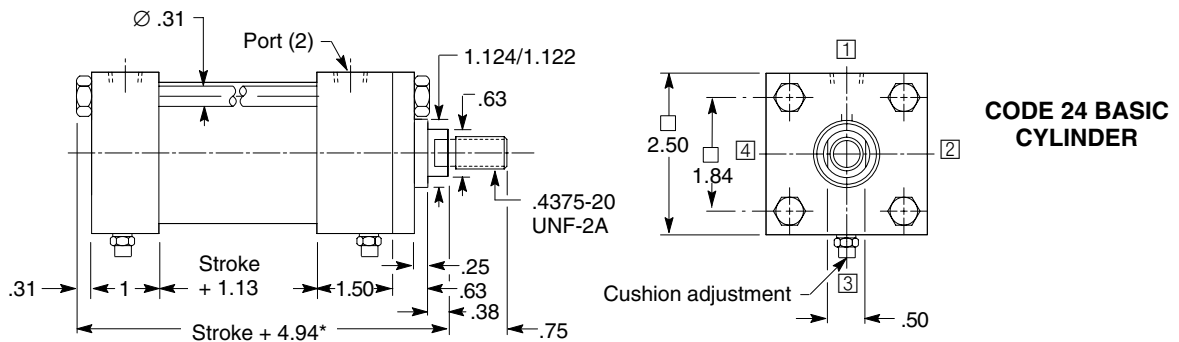 Ø .31
Port (2)
1.124/1.122
.63
.4375-20
UNF-2A
.25
.63
.38
.75
.31
1
Stroke
+ 1.13
1.50
Stroke + 4.94*
1
2
3
4
2.50
1.84
Cushion adjustment
.50
CODE 24 BASIC
CYLINDER